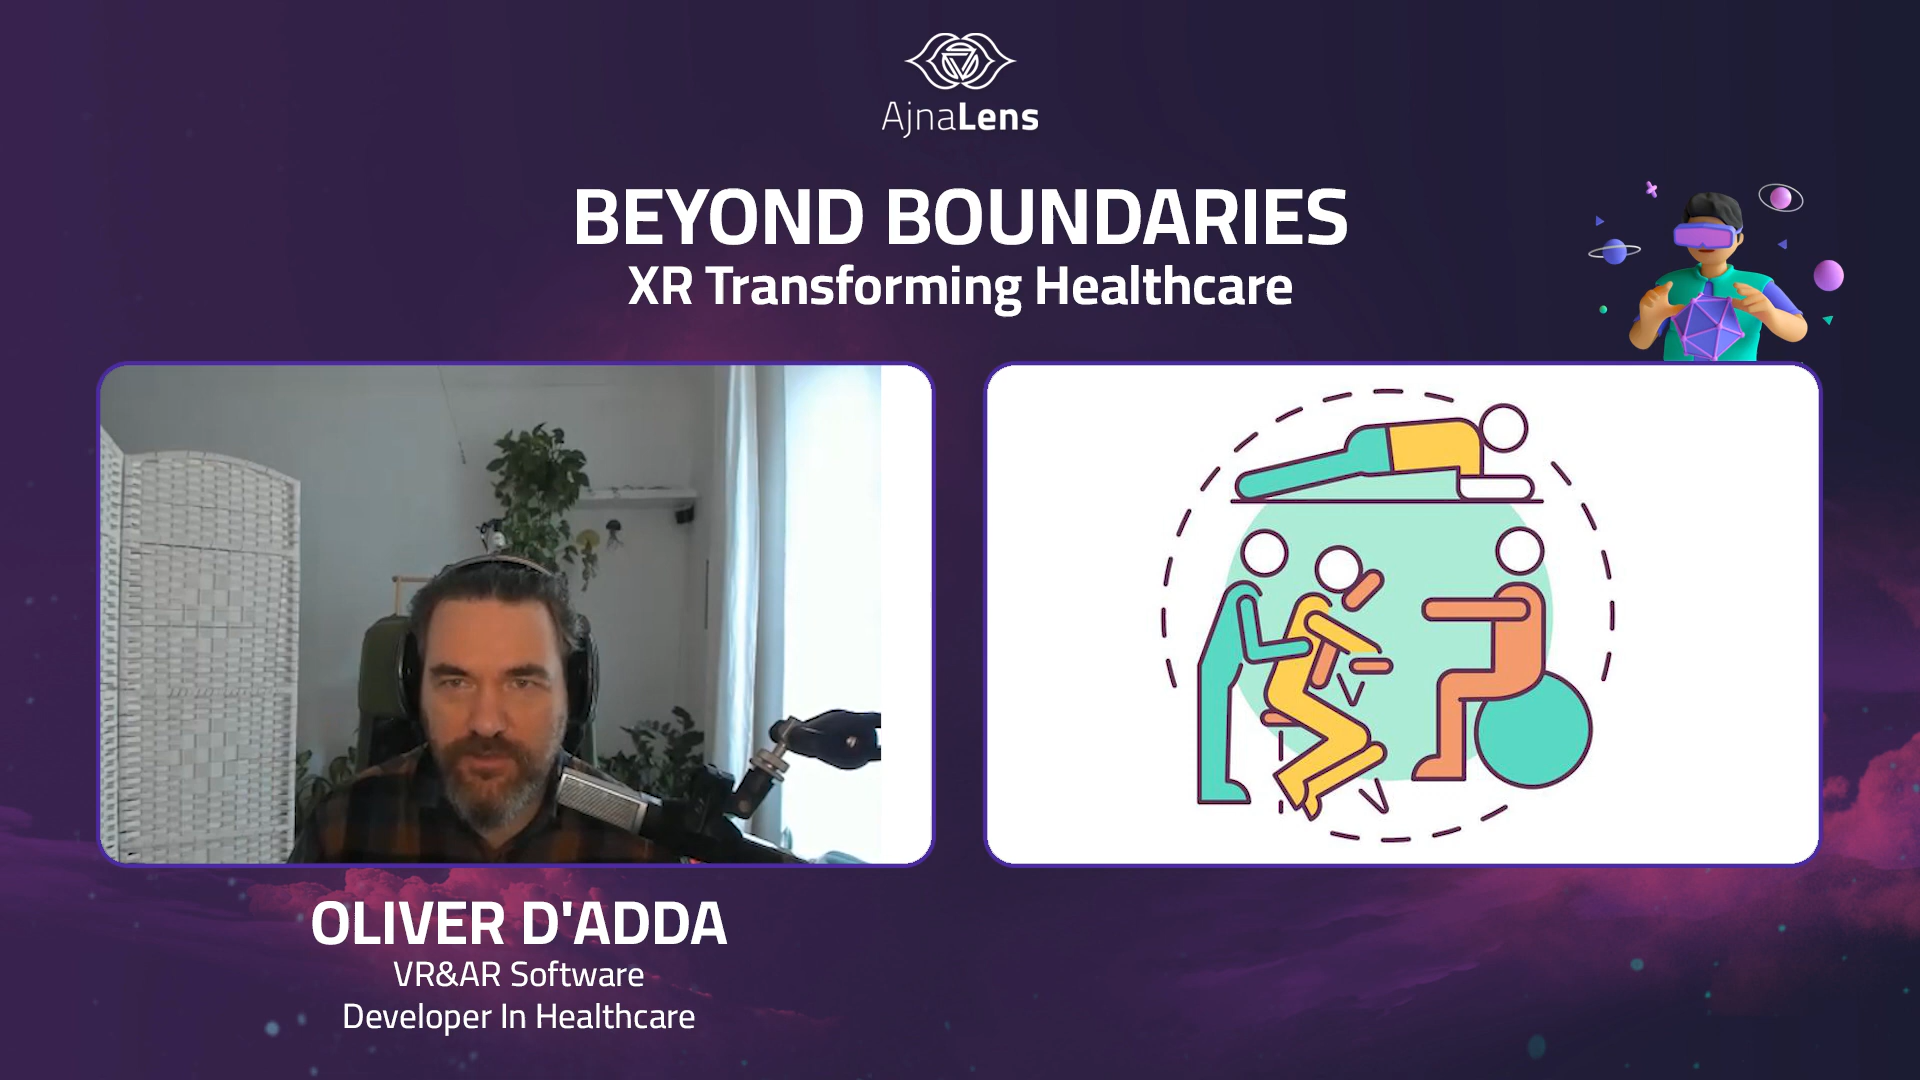 AjnaLens
BEYOND BOUNDARIES
XR Transforming Healthcare
OLIVER D'ADDA
VR&AR Software
Developer In Healthcare